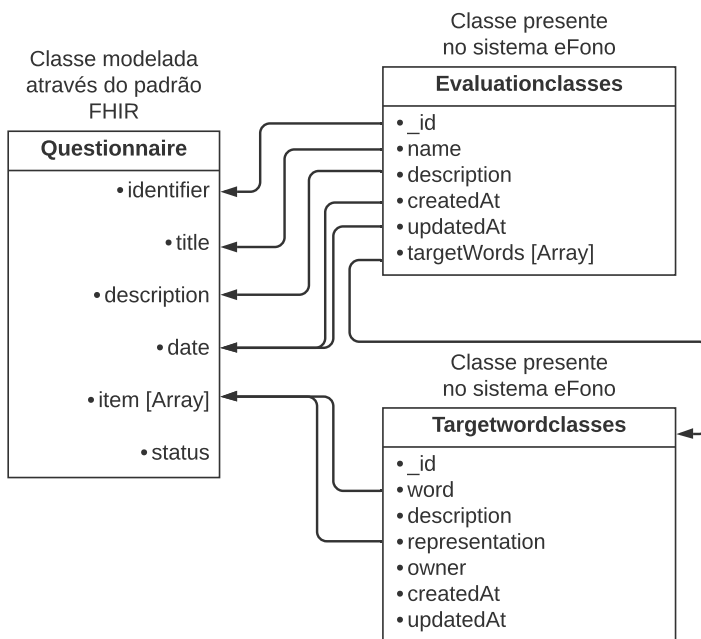 Classe modelada
através do padrão
FHIR
Questionnaire
• identifier
• title
• description
• date
• item [Array]
• status
Classe presente
no sistema eFono
Evaluationclasses
• _id
• name
• description
• createdAt
• updatedAt
• targetWords [Array]
Classe presente
no sistema eFono
Targetwordclasses
• _id
• word
• description
• representation
• owner
• createdAt
• updatedAt